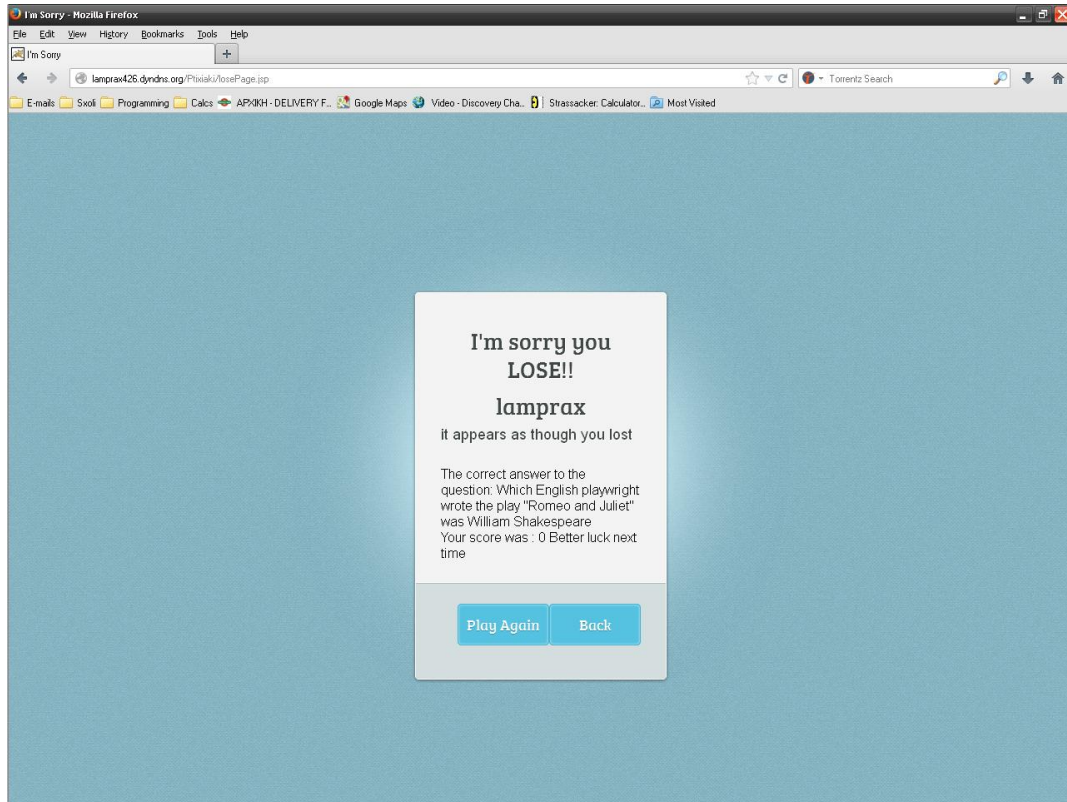 I'm Sorry - Mozilla Firefox
File Edit View History Bookmarks Tools Help
I'm Sorry
lamprax426.dyndns.org/Ptixiaki/losePage.jsp
Torrentz Search
E-mails Sxoli Programming Calcs ΑΡΧΙΚΗ - DELIVERY F... Google Maps Video - Discovery Cha... Strassacker: Calculator... Most Visited
I'm sorry you
LOSE!!
lamprax
it appears as though you lost
The correct answer to the
question: Which English playwright
wrote the play "Romeo and Juliet"
was William Shakespeare
Your score was : 0 Better luck next
time
Play Again Back